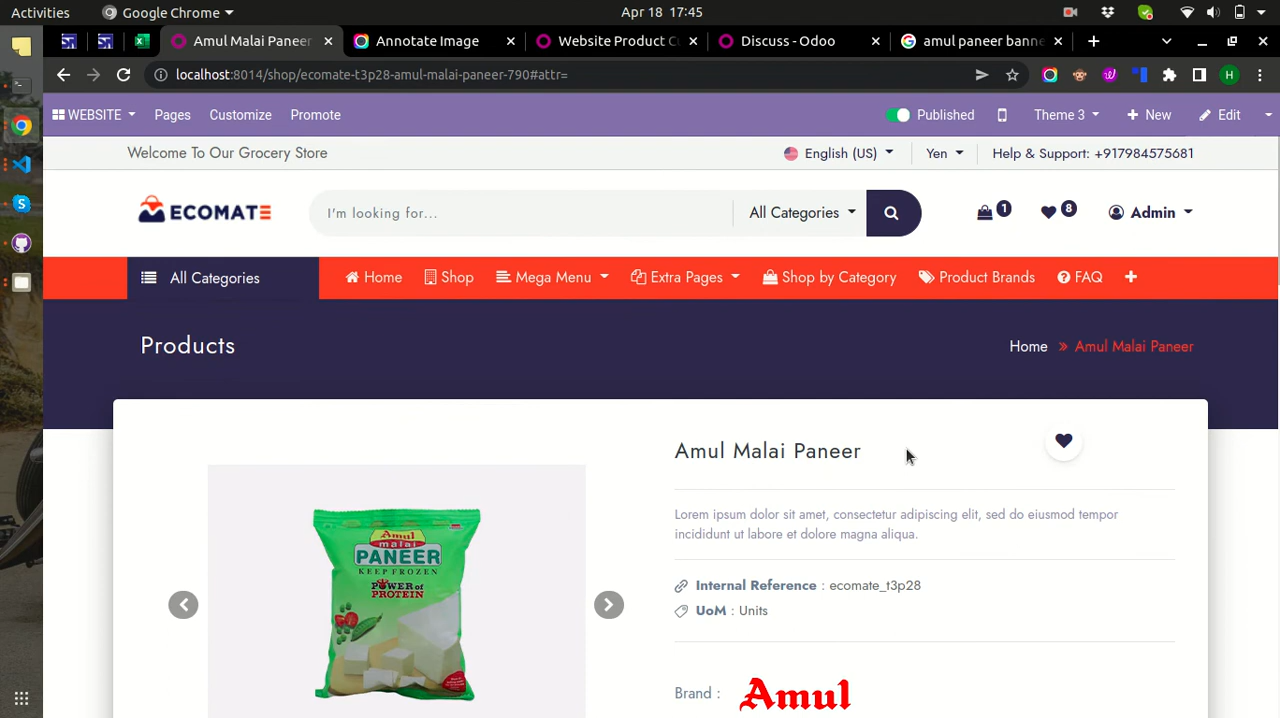 Activities Google Chrome Apr 18 17:45
Amul Malai Paneer Annotate Image Website Product C Discuss - Odoo amul paneer bann
localhost:8014/shop/ecomate-t3p28-amul-malai-paneer-790#attr= H
WEBSITE Pages Customize Promote Published Theme 3 New Edit
Welcome To Our Grocery Store English (US) Yen Help & Support: +917984575681
ECOMATE I'm looking for... All Categories 1 8 Admin
All Categories Home Shop Mega Menu Extra Pages Shop by Category Product Brands FAQ
Products Home Amul Malai Paneer
Amul Malai Paneer
Lorem ipsum dolor sit amet, consectetur adipiscing elit, sed do eiusmod tempor
incididunt ut labore et dolore magna aliqua.
Internal Reference : ecomate_t3p28
UoM : Units
Brand : Amul
Amul
malai
PANEER
KEEP FROZEN
POWER of
PROTEIN